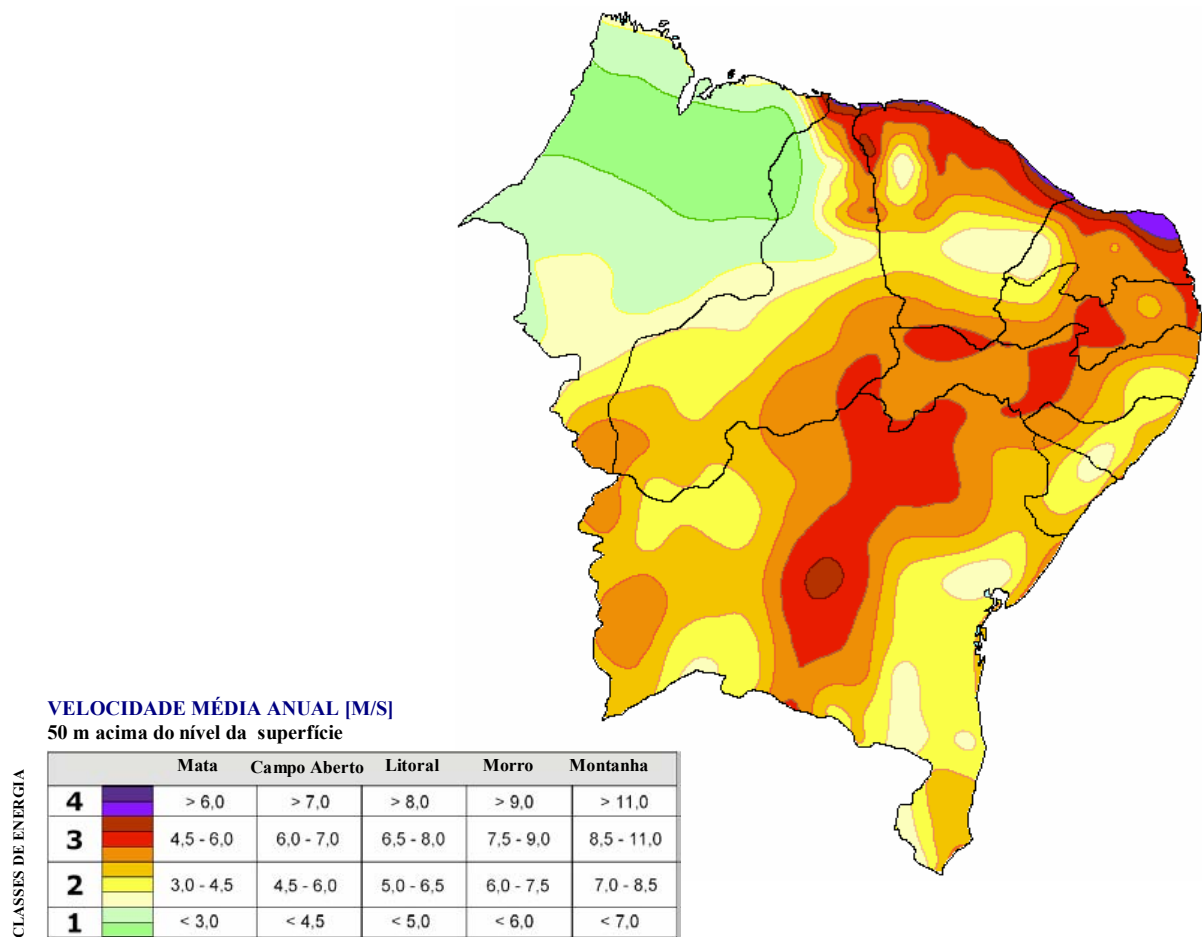 VELOCIDADE MÉDIA ANUAL [M/S]
50 m acima do nível da superfície
CLASSES DE ENERGIA
Mata Campo Aberto Litoral Morro Montanha
4 > 6,0 > 7,0 > 8,0 > 9,0 > 11,0
3 4,5 - 6,0 6,0 - 7,0 6,5 - 8,0 7,5 - 9,0 8,5 - 11,0
2 3,0 - 4,5 4,5 - 6,0 5,0 - 6,5 6,0 - 7,5 7,0 - 8,5
1 < 3,0 < 4,5 < 5,0 < 6,0 < 7,0